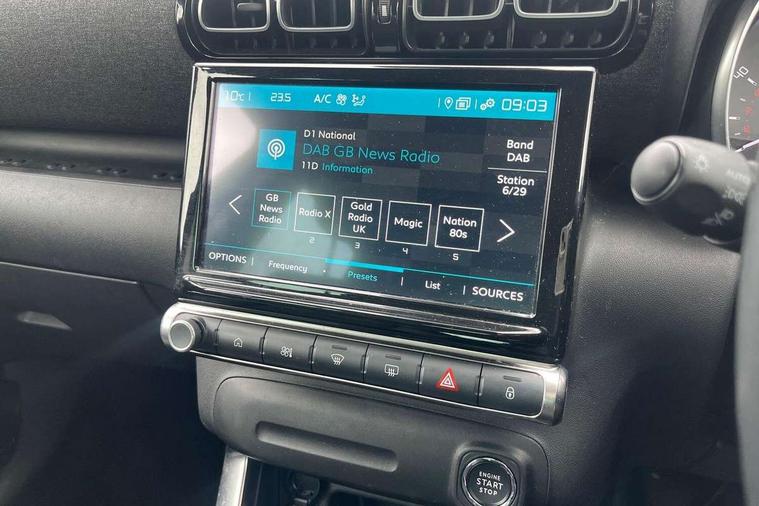 10°C 23.5 A/C 09:03
D1 National
DAB GB News Radio
11D Information
Band
DAB
Station
6/29
GB
News
Radio
Radio X
2
Gold
Radio
UK
3
Magic
4
Nation
80s
5
OPTIONS Frequency Presets List SOURCES
ENGINE
START
STOP
40
AUTO